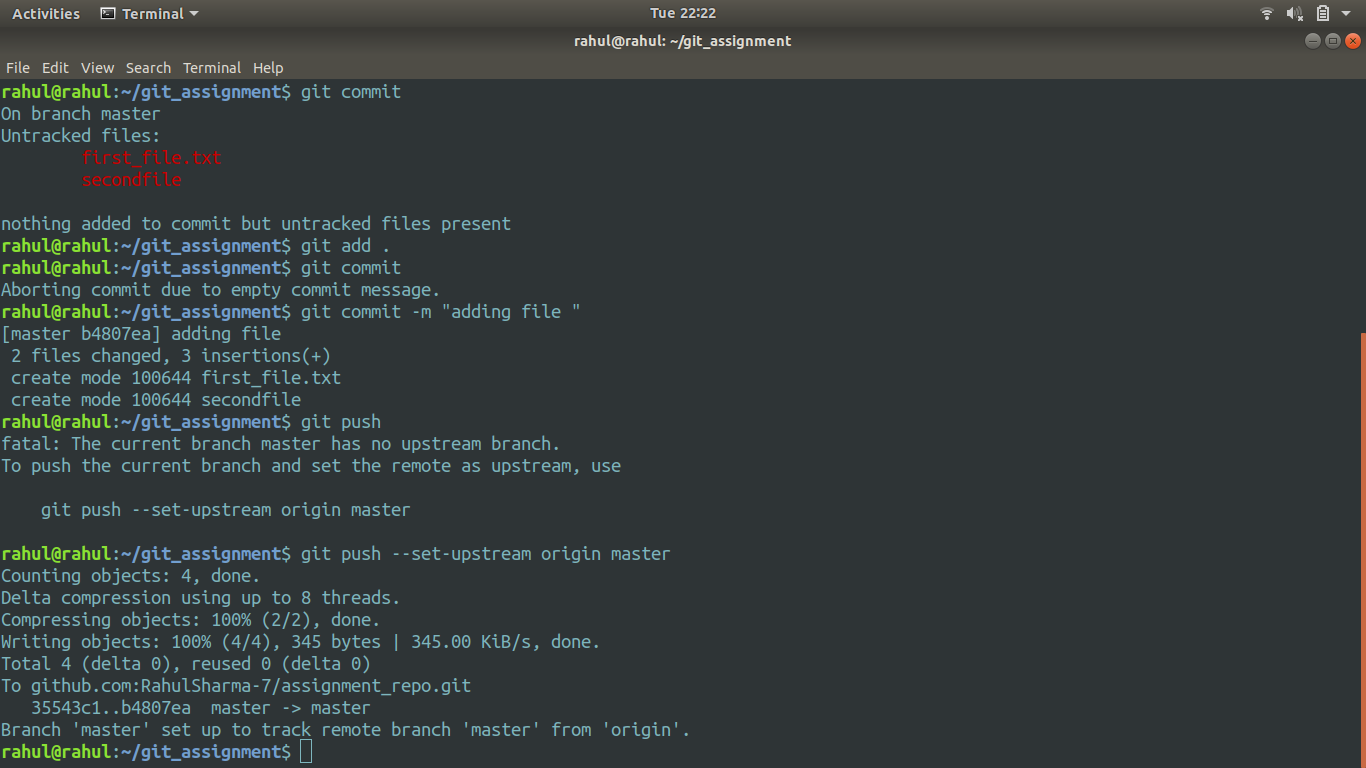 Activities Terminal Tue 22:22
rahul@rahul: ~/git_assignment
File Edit View Search Terminal Help
rahul@rahul:~/git_assignment$ git commit
On branch master
Untracked files:
        first_file.txt
        secondfile

nothing added to commit but untracked files present
rahul@rahul:~/git_assignment$ git add .
rahul@rahul:~/git_assignment$ git commit
Aborting commit due to empty commit message.
rahul@rahul:~/git_assignment$ git commit -m "adding file "
[master b4807ea] adding file
 2 files changed, 3 insertions(+)
 create mode 100644 first_file.txt
 create mode 100644 secondfile
rahul@rahul:~/git_assignment$ git push
fatal: The current branch master has no upstream branch.
To push the current branch and set the remote as upstream, use

    git push --set-upstream origin master

rahul@rahul:~/git_assignment$ git push --set-upstream origin master
Counting objects: 4, done.
Delta compression using up to 8 threads.
Compressing objects: 100% (2/2), done.
Writing objects: 100% (4/4), 345 bytes | 345.00 KiB/s, done.
Total 4 (delta 0), reused 0 (delta 0)
To github.com:RahulSharma-7/assignment_repo.git
   35543c1..b4807ea  master -> master
Branch 'master' set up to track remote branch 'master' from 'origin'.
rahul@rahul:~/git_assignment$